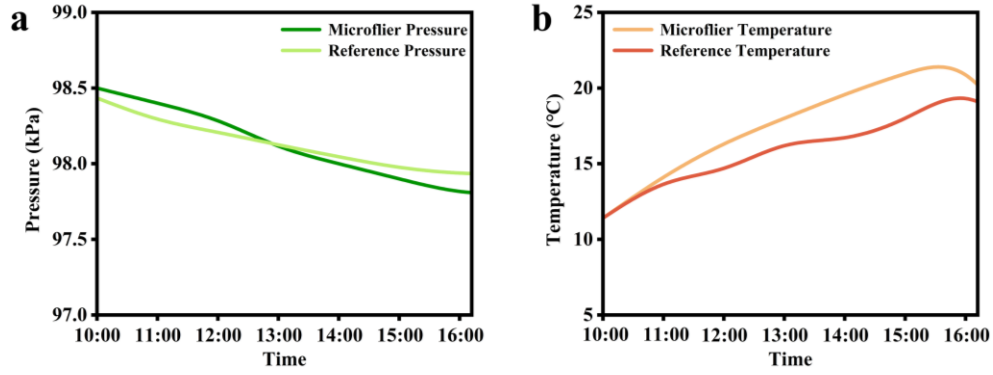 a
99.0
98.5
98.0
97.5
97.0
Pressure (kPa)
Microflier Pressure
Reference Pressure
10:00 11:00 12:00 13:00 14:00 15:00 16:00
Time
b
25
20
15
10
5
Temperature (℃)
Microflier Temperature
Reference Temperature
10:00 11:00 12:00 13:00 14:00 15:00 16:00
Time